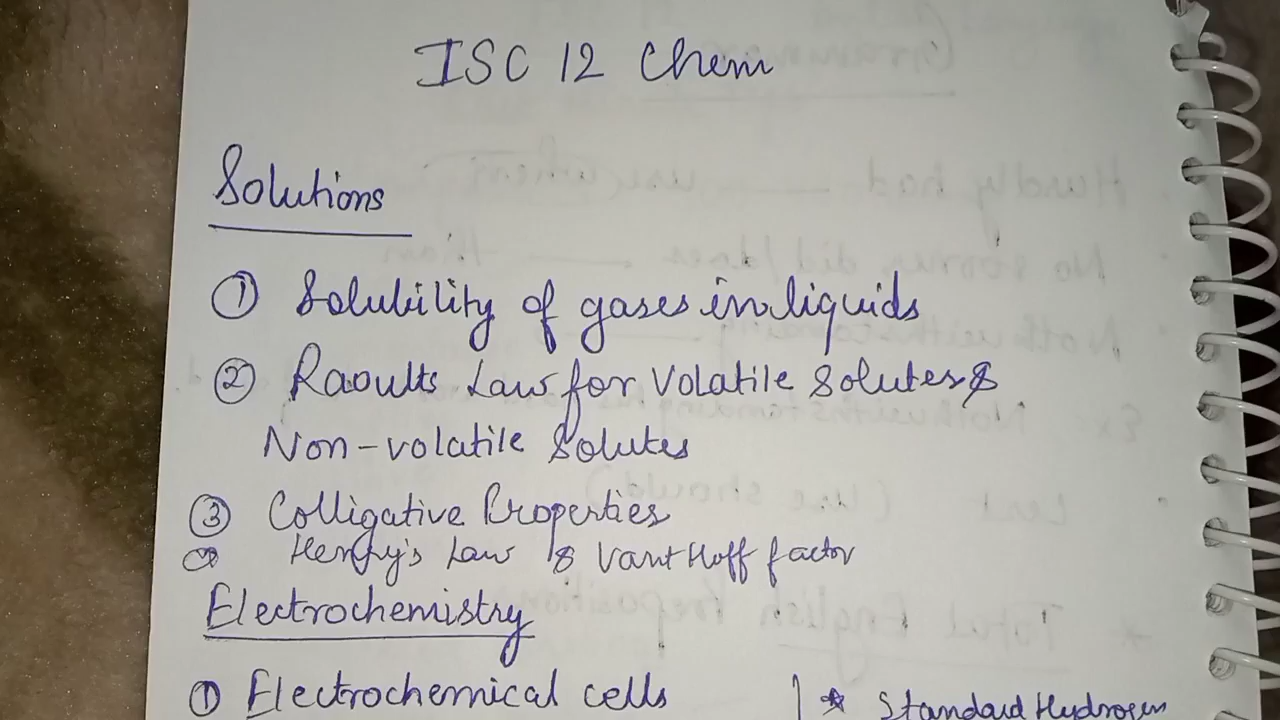 ISC 12 Chem
Solutions
① Solubility of gases in liquids
② Raoults Law for Volatile Solutes &
Non-volatile Solutes
③ Colligative Properties
Henry's Law & Vant Hoff factor
Electrochemistry
① Electrochemical cells
* Standard Hydrogen